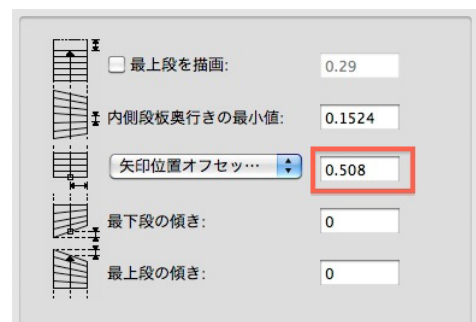 最上段を描画: 0.29
内側段板奥行きの最小値: 0.1524
矢印位置オフセッ… 0.508
最下段の傾き: 0
最上段の傾き: 0